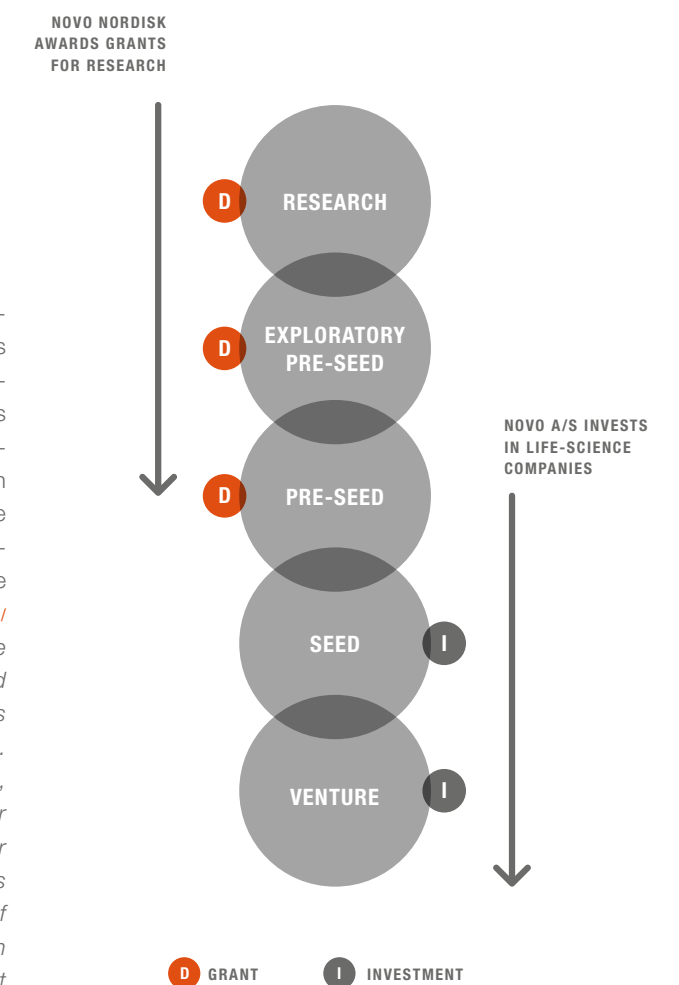 NOVO NORDISK
AWARDS GRANTS
FOR RESEARCH
D
RESEARCH
D
EXPLORATORY
PRE-SEED
NOVO A/S INVESTS
IN LIFE-SCIENCE
COMPANIES
D
PRE-SEED
SEED
I
VENTURE
I
D GRANT
I INVESTMENT